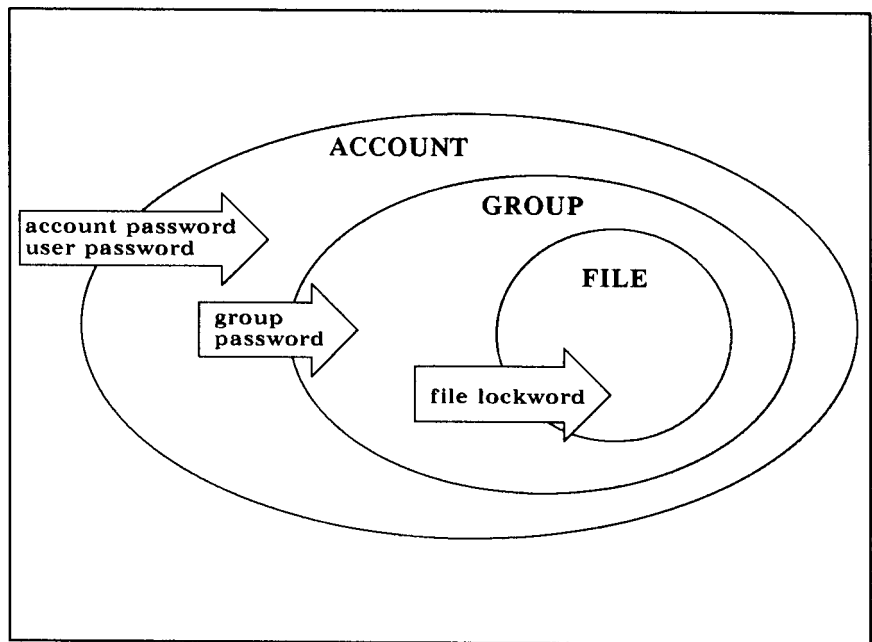 ACCOUNT
account password
user password
GROUP
group
password
FILE
file lockword